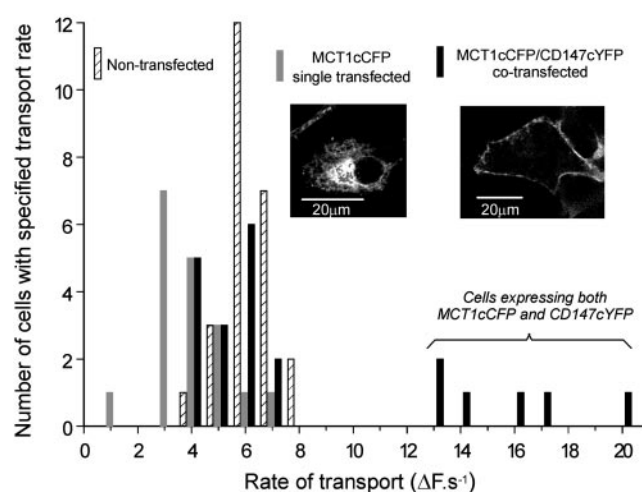 Number of cells with specified transport rate
12
10
8
6
4
2
0
Non-transfected
MCT1cCFP
single transfected
MCT1cCFP/CD147cYFP
co-transfected
20µm
20µm
Cells expressing both
MCT1cCFP and CD147cYFP
0 2 4 6 8 10 12 14 16 18 20
Rate of transport (ΔF.s⁻¹)